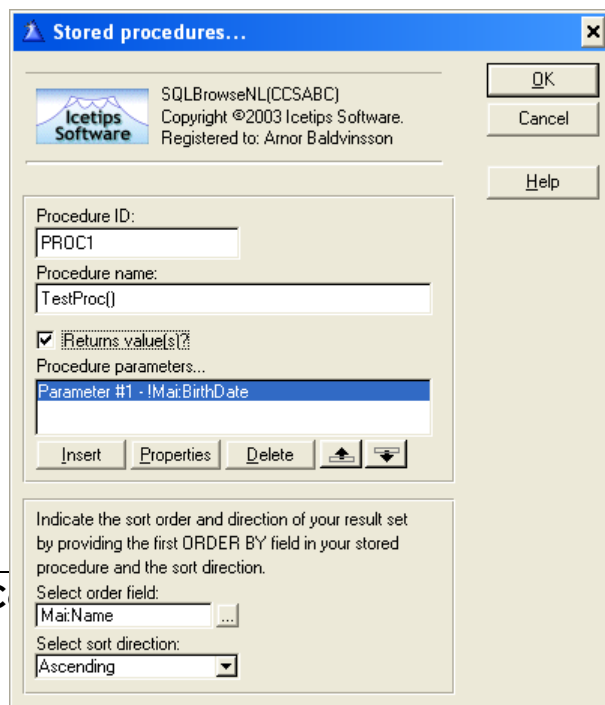 Stored procedures...
OK
Cancel
Help
Icetips
Software
SQLBrowseNL(CCSABC)
Copyright ©2003 Icetips Software.
Registered to: Arnor Baldvinsson
Procedure ID:
PROC1
Procedure name:
TestProc()
Returns value(s)?
Procedure parameters...
Parameter #1 - !Mai:BirthDate
Insert Properties Delete
Indicate the sort order and direction of your result set
by providing the first ORDER BY field in your stored
procedure and the sort direction.
Select order field:
Mai:Name ...
Select sort direction:
Ascending